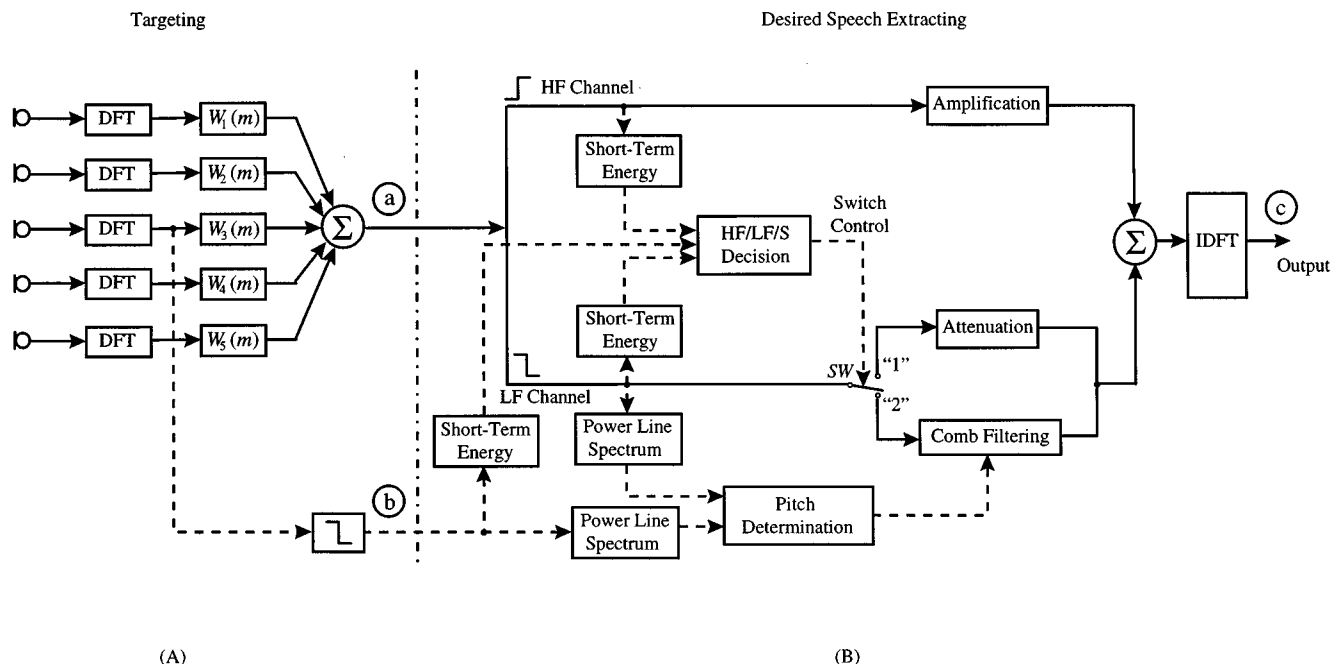 Targeting
Desired Speech Extracting
HF Channel
DFT
W₁(m)
Amplification
Short-Term
Energy
DFT
W₂(m)
a
Switch
Control
c
DFT
W₃(m)
Σ
HF/LF/S
Decision
Σ
IDFT
Output
DFT
W₄(m)
Short-Term
Energy
Attenuation
DFT
W₅(m)
SW
“1”
LF Channel
“2”
Short-Term
Energy
Power Line
Spectrum
Comb Filtering
b
Pitch
Determination
Power Line
Spectrum
(A)
(B)